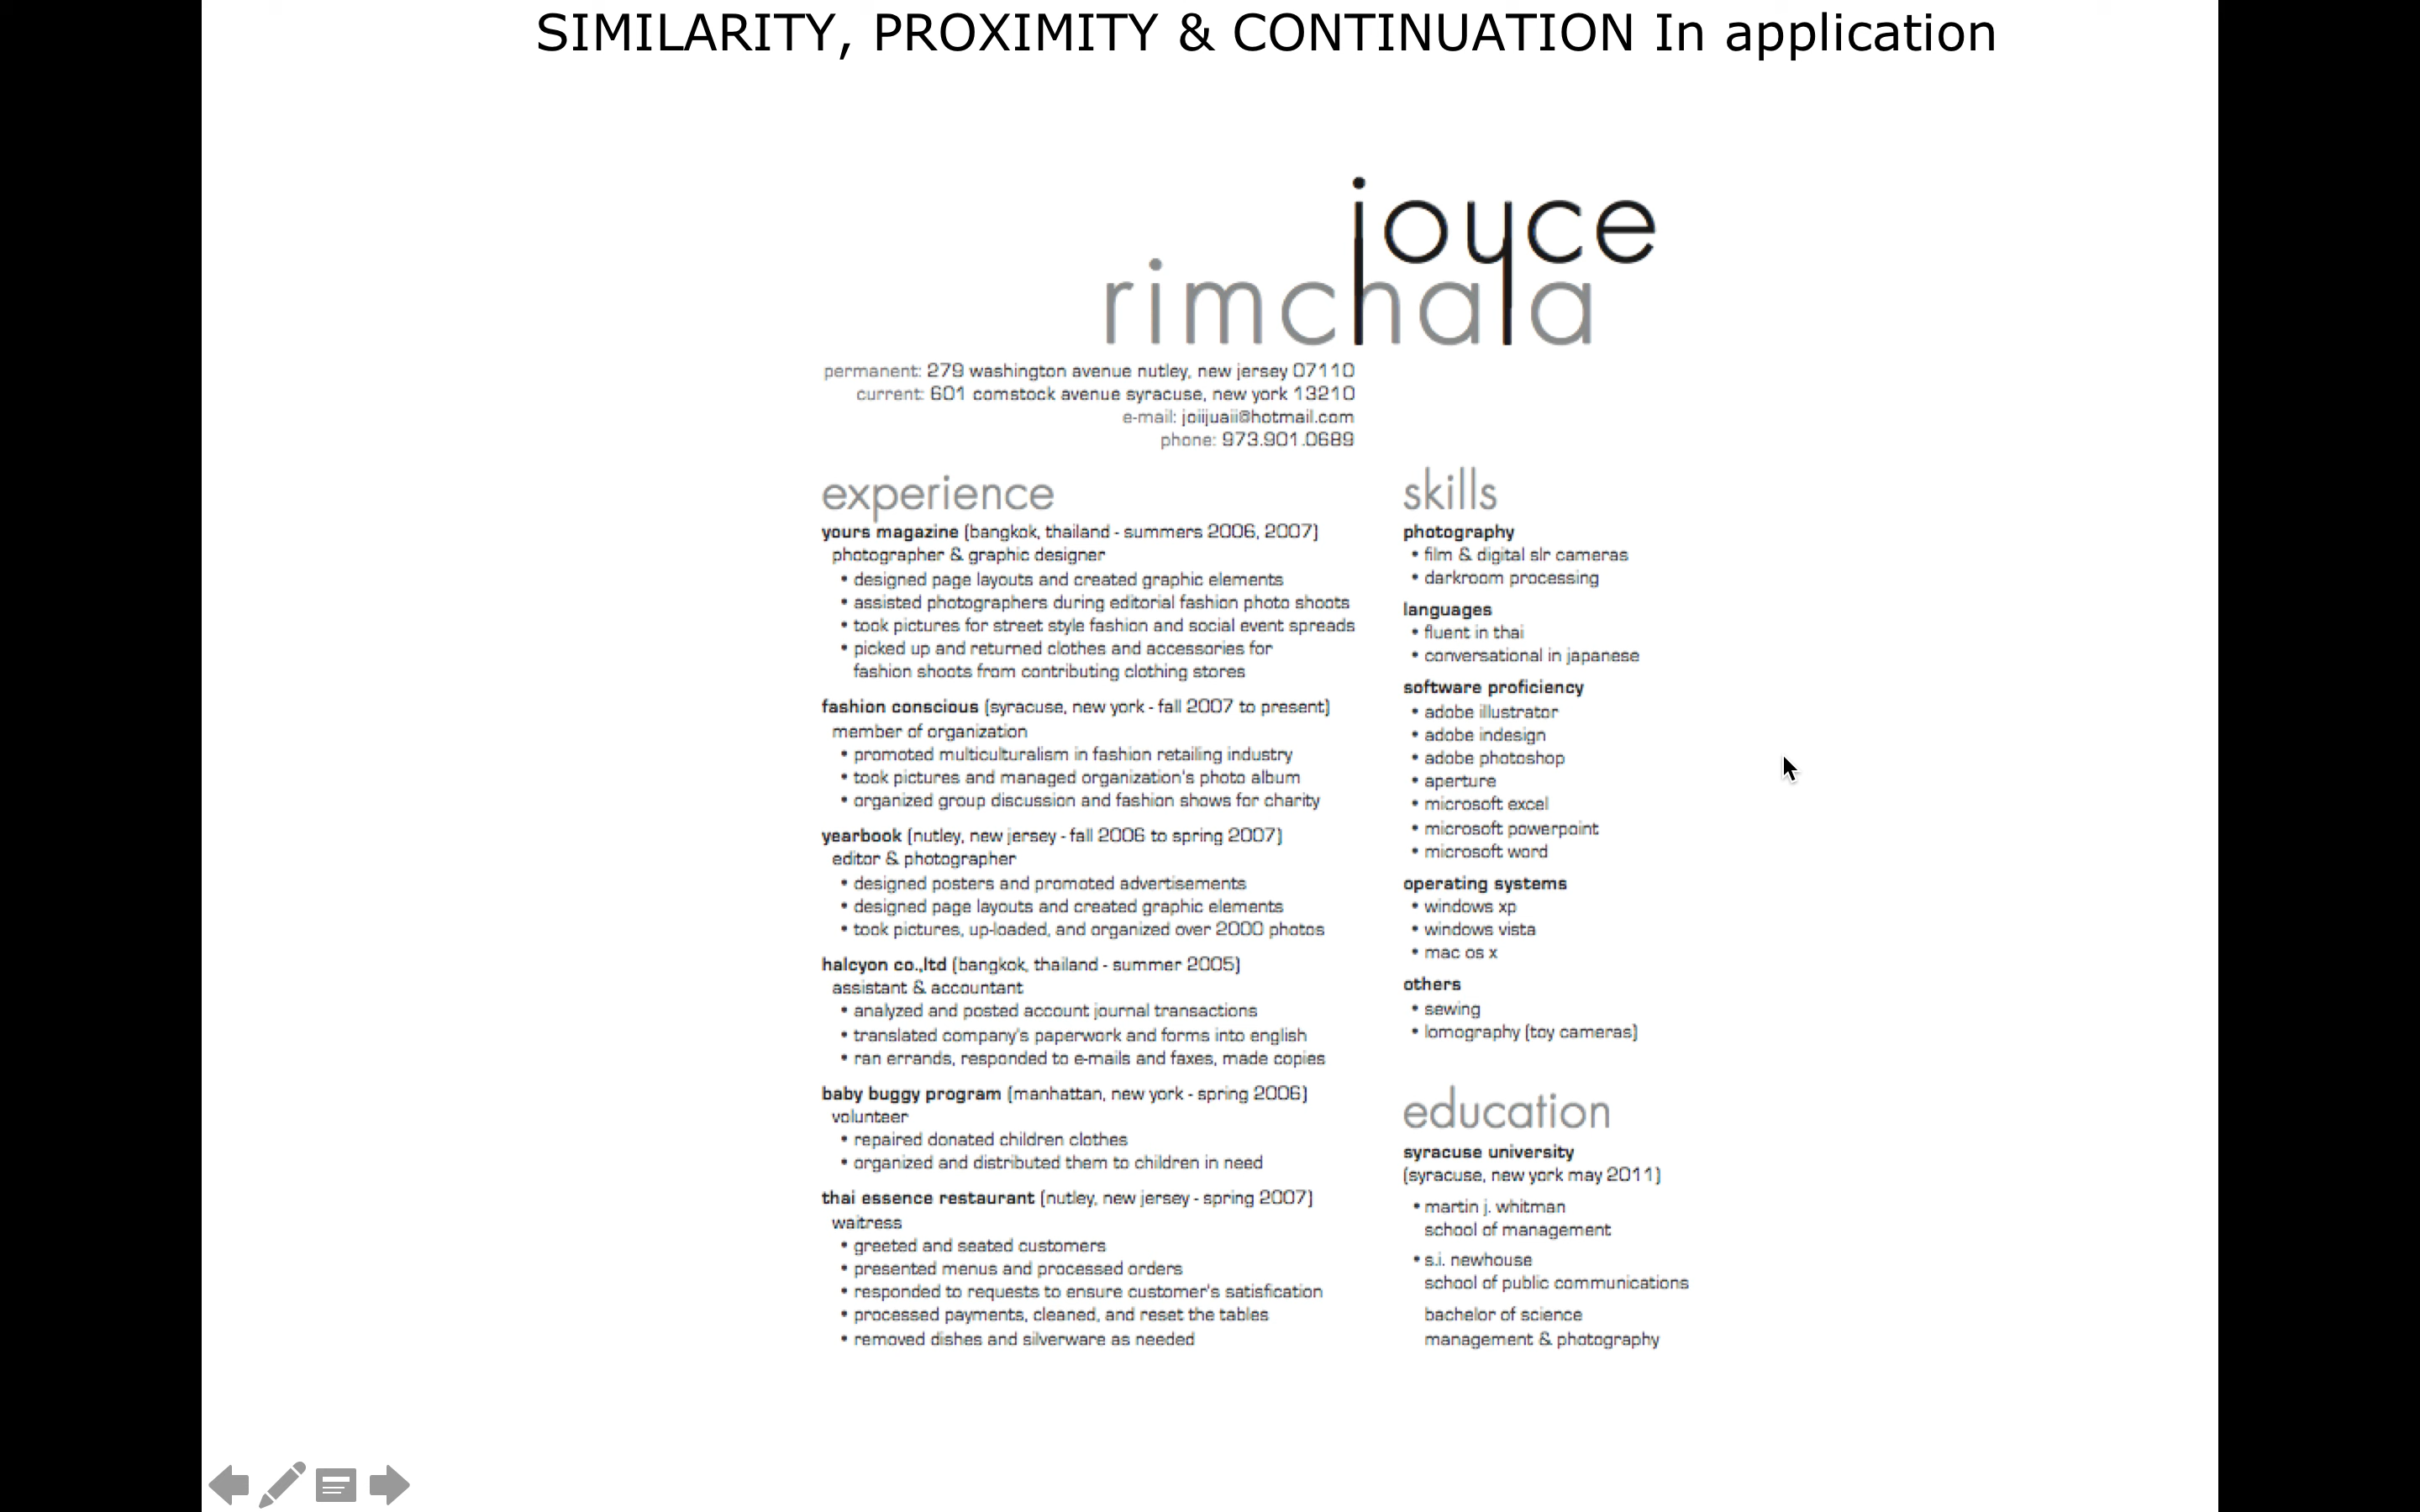 SIMILARITY, PROXIMITY & CONTINUATION In application
joyce
rimchala
permanent: 279 washington avenue nutley, new jersey 07110
current: 601 comstock avenue syracuse, new york 13210
e-mail: joiijuaii@hotmail.com
phone: 973.901.0689
experience
yours magazine (bangkok, thailand - summers 2006, 2007)
photographer & graphic designer
• designed page layouts and created graphic elements
• assisted photographers during editorial fashion photo shoots
• took pictures for street style fashion and social event spreads
• picked up and returned clothes and accessories for
fashion shoots from contributing clothing stores
fashion conscious (syracuse, new york - fall 2007 to present)
member of organization
• promoted multiculturalism in fashion retailing industry
• took pictures and managed organization's photo album
• organized group discussion and fashion shows for charity
yearbook (nutley, new jersey - fall 2006 to spring 2007)
editor & photographer
• designed posters and promoted advertisements
• designed page layouts and created graphic elements
• took pictures, up-loaded, and organized over 2000 photos
halcyon co.,ltd (bangkok, thailand - summer 2005)
assistant & accountant
• analyzed and posted account journal transactions
• translated company's paperwork and forms into english
• ran errands, responded to e-mails and faxes, made copies
baby buggy program (manhattan, new york - spring 2006)
volunteer
• repaired donated children clothes
• organized and distributed them to children in need
thai essence restaurant (nutley, new jersey - spring 2007)
waitress
• greeted and seated customers
• presented menus and processed orders
• responded to requests to ensure customer's satisfication
• processed payments, cleaned, and reset the tables
• removed dishes and silverware as needed
skills
photography
• film & digital slr cameras
• darkroom processing
languages
• fluent in thai
• conversational in japanese
software proficiency
• adobe illustrator
• adobe indesign
• adobe photoshop
• aperture
• microsoft excel
• microsoft powerpoint
• microsoft word
operating systems
• windows xp
• windows vista
• mac os x
others
• sewing
• lomography (toy cameras)
education
syracuse university
(syracuse, new york may 2011)
• martin j. whitman
school of management
• s.i. newhouse
school of public communications
bachelor of science
management & photography